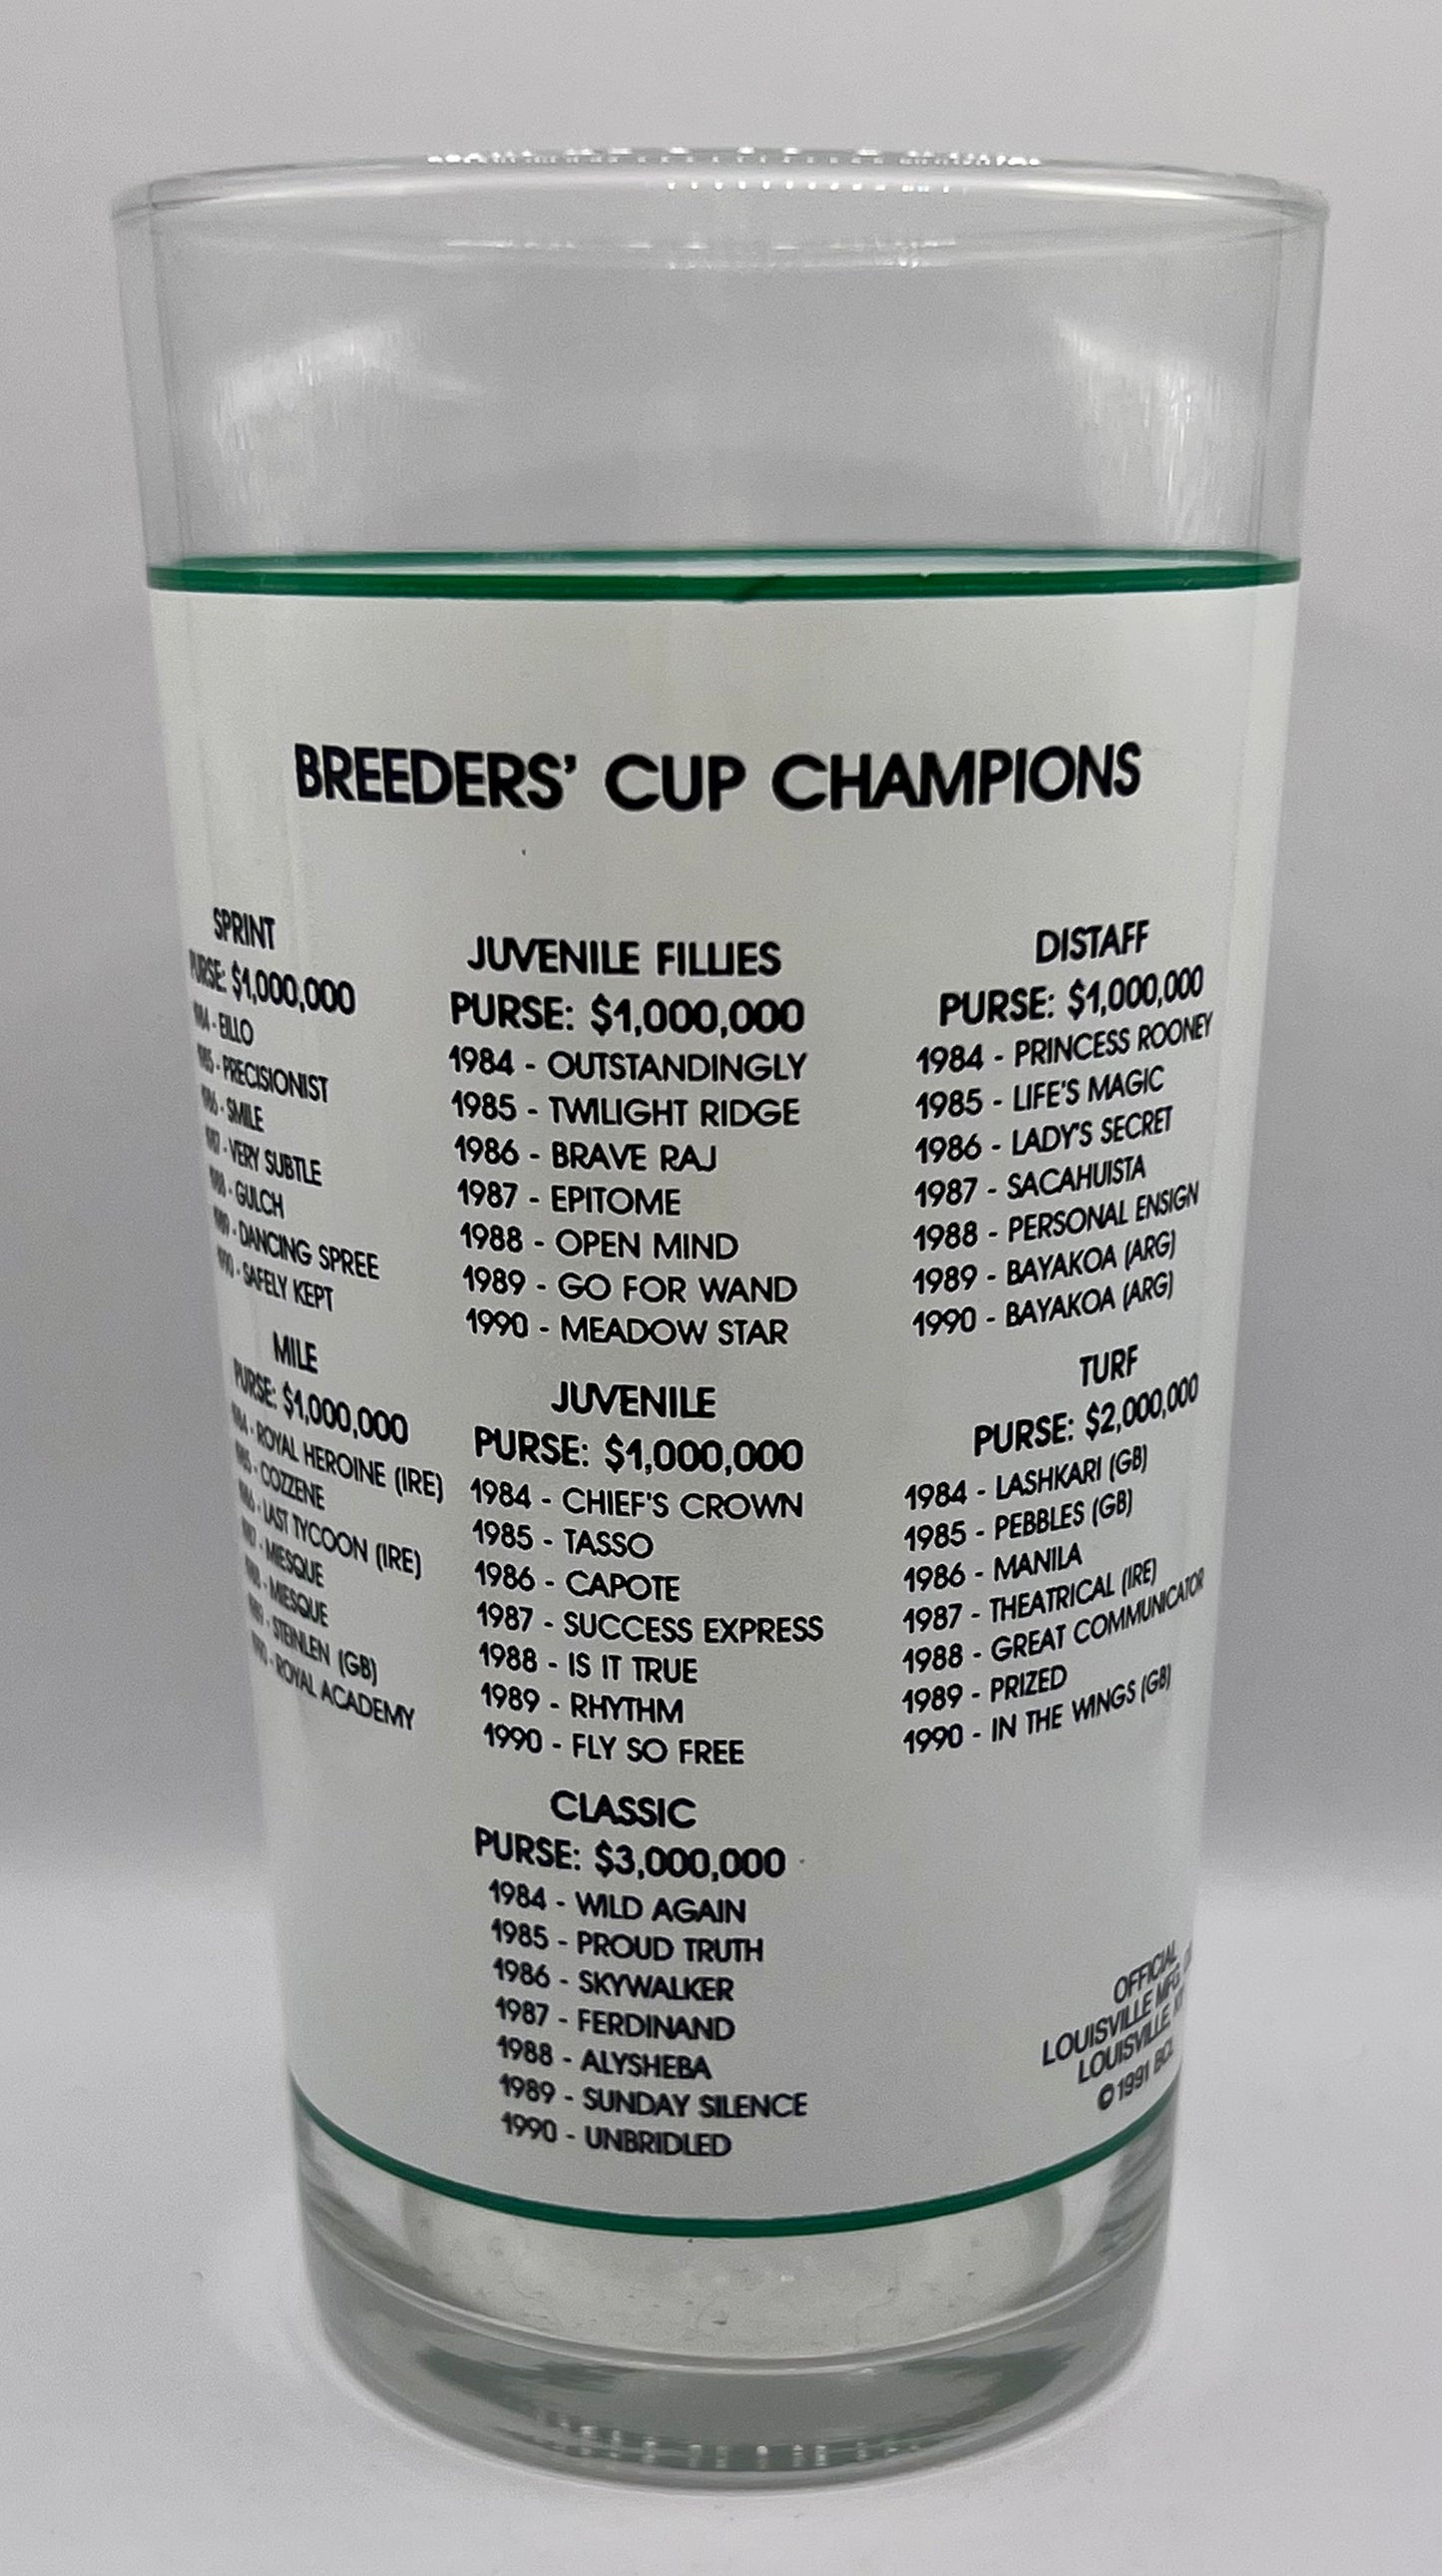 BREEDERS' CUP CHAMPIONS
SPRINT
PURSE: $1,000,000
1984 - EILLO
1985 - PRECISIONIST
1986 - SMILE
1987 - VERY SUBTLE
1988 - GULCH
1989 - DANCING SPREE
1990 - SAFELY KEPT
MILE
PURSE: $1,000,000
1984 - ROYAL HEROINE (IRE)
1985 - COZZENE
1986 - LAST TYCOON (IRE)
1987 - MIESQUE
1988 - MIESQUE
1989 - STEINLEN (GB)
1990 - ROYAL ACADEMY
JUVENILE FILLIES
PURSE: $1,000,000
1984 - OUTSTANDINGLY
1985 - TWILIGHT RIDGE
1986 - BRAVE RAJ
1987 - EPITOME
1988 - OPEN MIND
1989 - GO FOR WAND
1990 - MEADOW STAR
JUVENILE
PURSE: $1,000,000
1984 - CHIEF'S CROWN
1985 - TASSO
1986 - CAPOTE
1987 - SUCCESS EXPRESS
1988 - IS IT TRUE
1989 - RHYTHM
1990 - FLY SO FREE
CLASSIC
PURSE: $3,000,000
1984 - WILD AGAIN
1985 - PROUD TRUTH
1986 - SKYWALKER
1987 - FERDINAND
1988 - ALYSHEBA
1989 - SUNDAY SILENCE
1990 - UNBRIDLED
DISTAFF
PURSE: $1,000,000
1984 - PRINCESS ROONEY
1985 - LIFE'S MAGIC
1986 - LADY'S SECRET
1987 - SACAHUISTA
1988 - PERSONAL ENSIGN
1989 - BAYAKOA (ARG)
1990 - BAYAKOA (ARG)
TURF
PURSE: $2,000,000
1984 - LASHKARI (GB)
1985 - PEBBLES (GB)
1986 - MANILA
1987 - THEATRICAL (IRE)
1988 - GREAT COMMUNICATOR
1989 - PRIZED
1990 - IN THE WINGS (GB)
OFFICIAL
LOUISVILLE MFG.
LOUISVILLE,
©1991 BCL